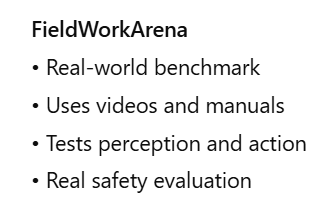 FieldWorkArena
• Real-world benchmark
• Uses videos and manuals
• Tests perception and action
• Real safety evaluation